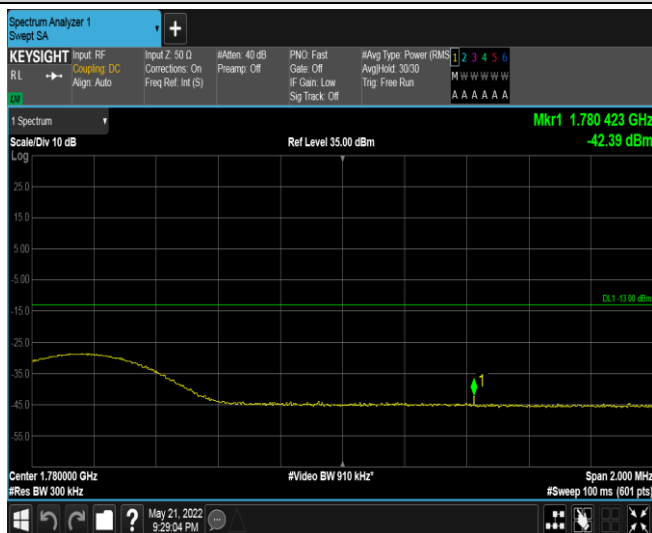 Spectrum Analyzer 1
Swept SA
KEYSIGHT
RL
Input: RF
Coupling: DC
Align: Auto
Input Z: 50 Ω
Corrections: On
Freq Ref: Int (S)
#Atten: 40 dB
Preamp: Off
PNO: Fast
Gate: Off
IF Gain: Low
Sig Track: Off
#Avg Type: Power (RMS
Avg|Hold: 30/30
Trig: Free Run
1 2 3 4 5 6
M W W W W W
A A A A A A
1 Spectrum
Mkr1 1.780 423 GHz
Scale/Div 10 dB
Ref Level 35.00 dBm
-42.39 dBm
Log
25.0
15.0
5.00
-5.00
DL1 -13.00 dBm
-15.0
-25.0
-35.0
1
-45.0
-55.0
Center 1.780000 GHz
#Video BW 910 kHz*
Span 2.000 MHz
#Res BW 300 kHz
#Sweep 100 ms (601 pts)
May 21, 2022
9:29:04 PM